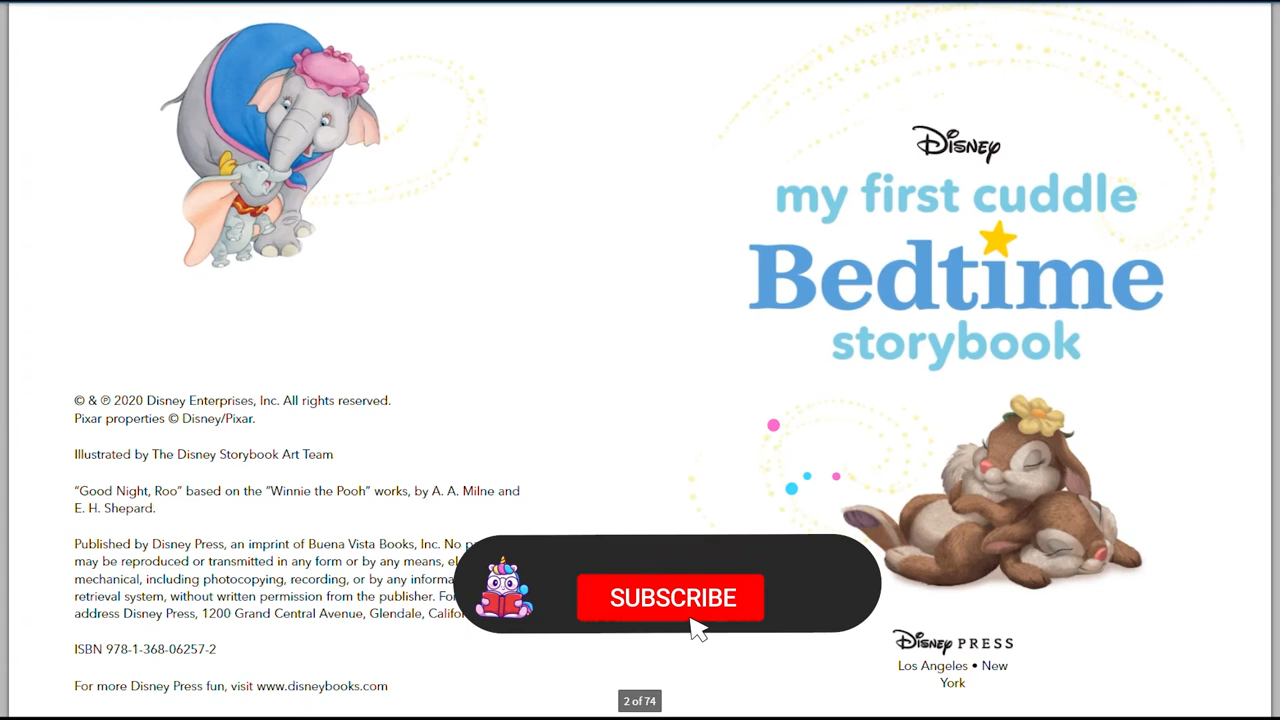 © & ℗ 2020 Disney Enterprises, Inc. All rights reserved.
Pixar properties © Disney/Pixar.
Illustrated by The Disney Storybook Art Team
“Good Night, Roo” based on the “Winnie the Pooh” works, by A. A. Milne and
E. H. Shepard.
Published by Disney Press, an imprint of Buena Vista Books, Inc. No
may be reproduced or transmitted in any form or by any means,
mechanical, including photocopying, recording, or by any
retrieval system, without written permission from the publisher.
address Disney Press, 1200 Grand Central Avenue, Glendale,
ISBN 978-1-368-06257-2
For more Disney Press fun, visit www.disneybooks.com
Disney
my first cuddle
Bedtime
storybook
Disney PRESS
Los Angeles • New
York
SUBSCRIBE
2 of 74